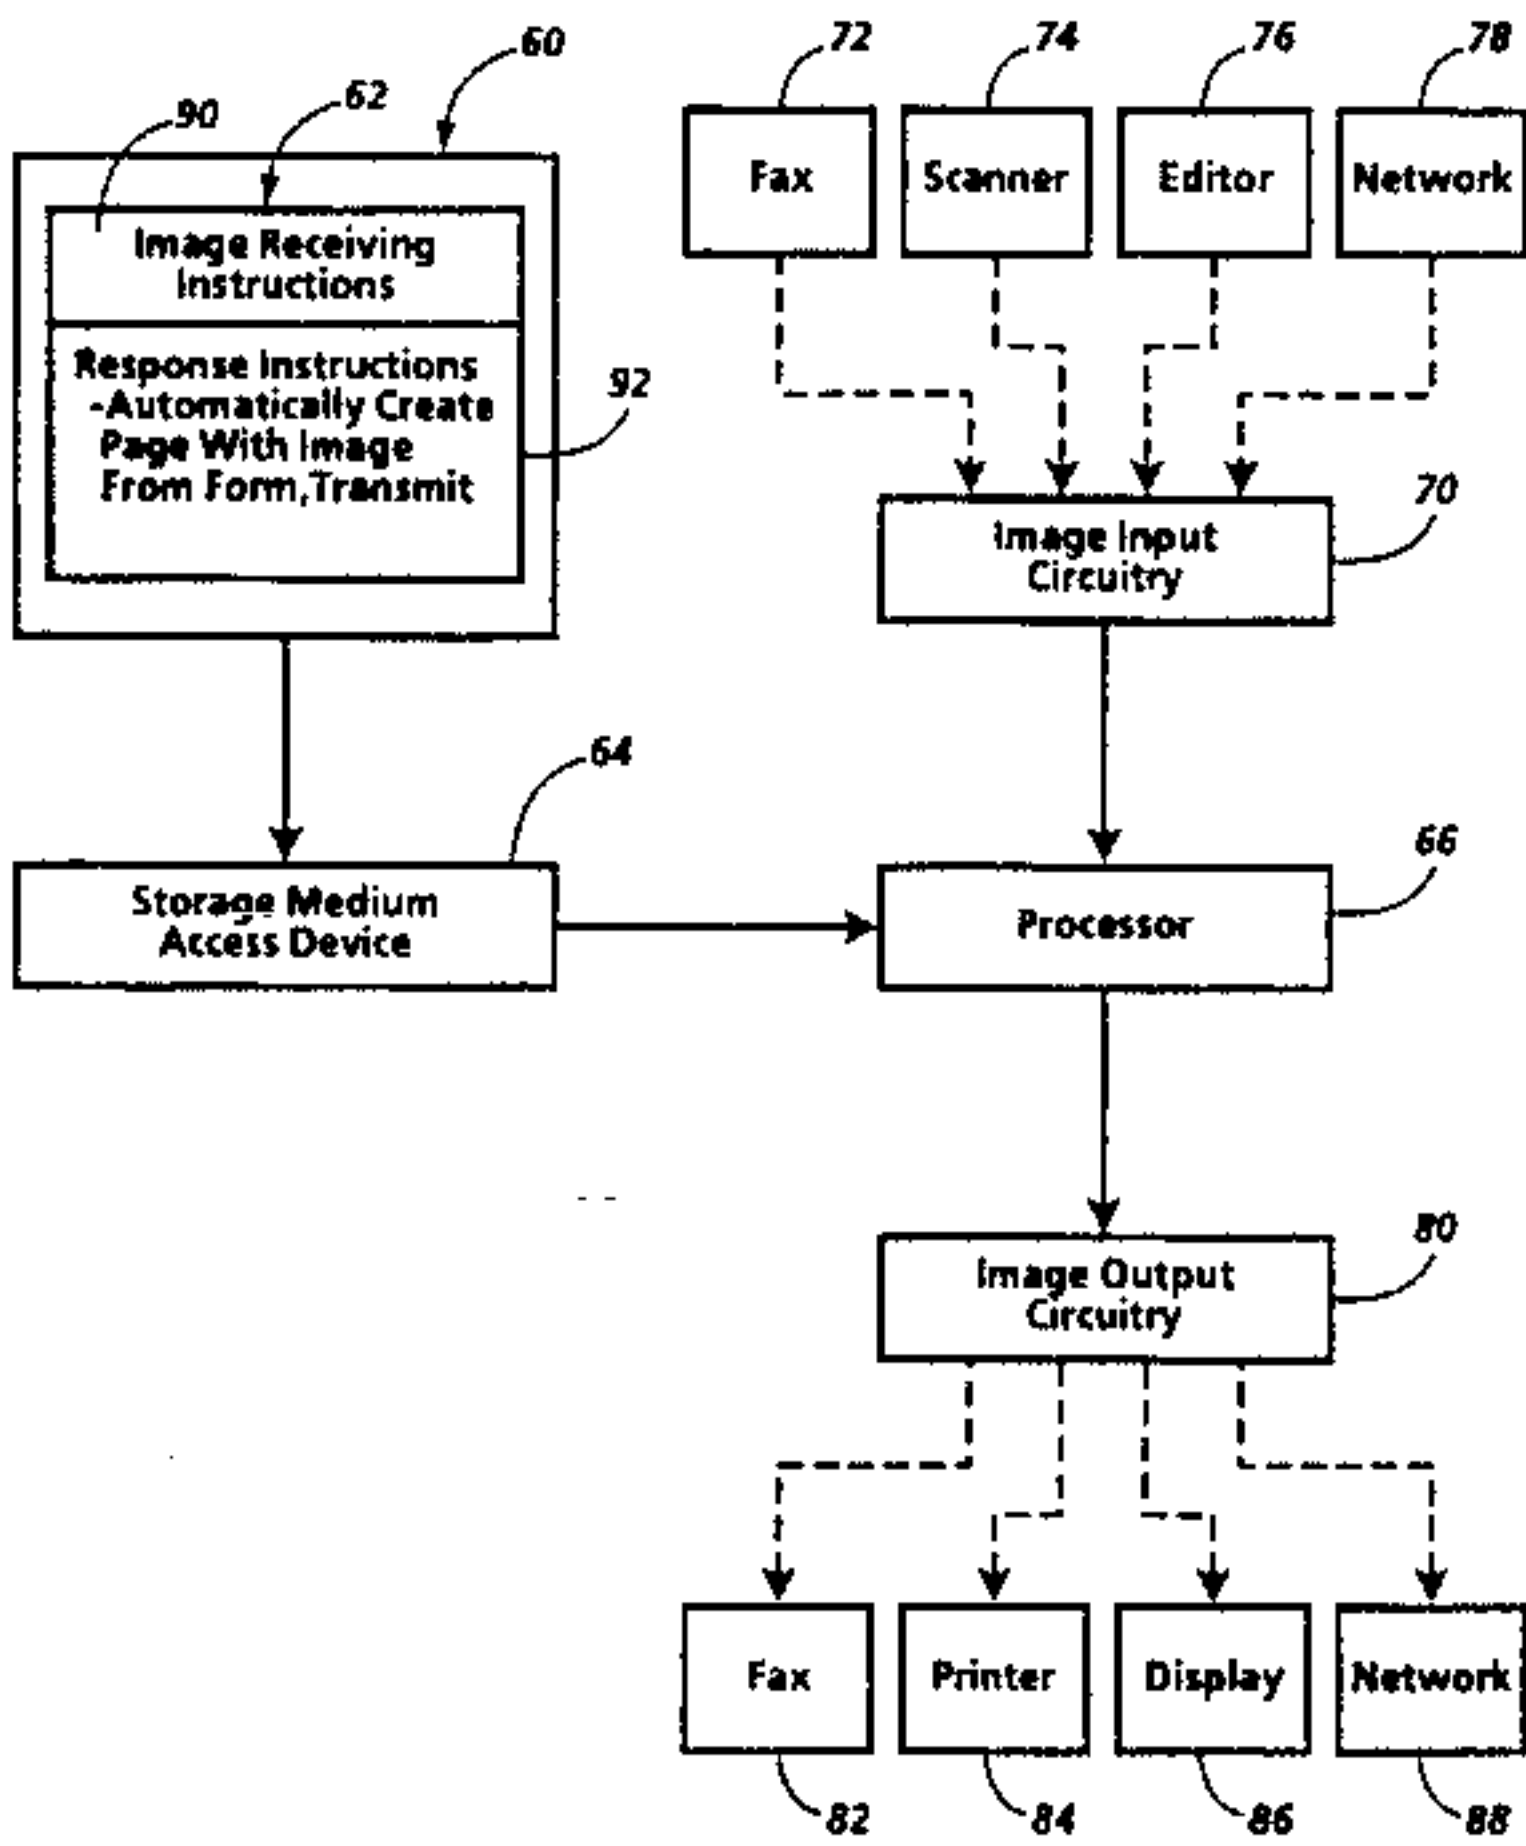 60
72
74
76
78
90
62
Fax
Scanner
Editor
Network
Image Receiving
Instructions
Response Instructions
-Automatically Create
Page With Image
From Form,Transmit
92
70
Image Input
Circuitry
64
66
Storage Medium
Access Device
Processor
80
Image Output
Circuitry
Fax
Printer
Display
Network
82
84
86
88